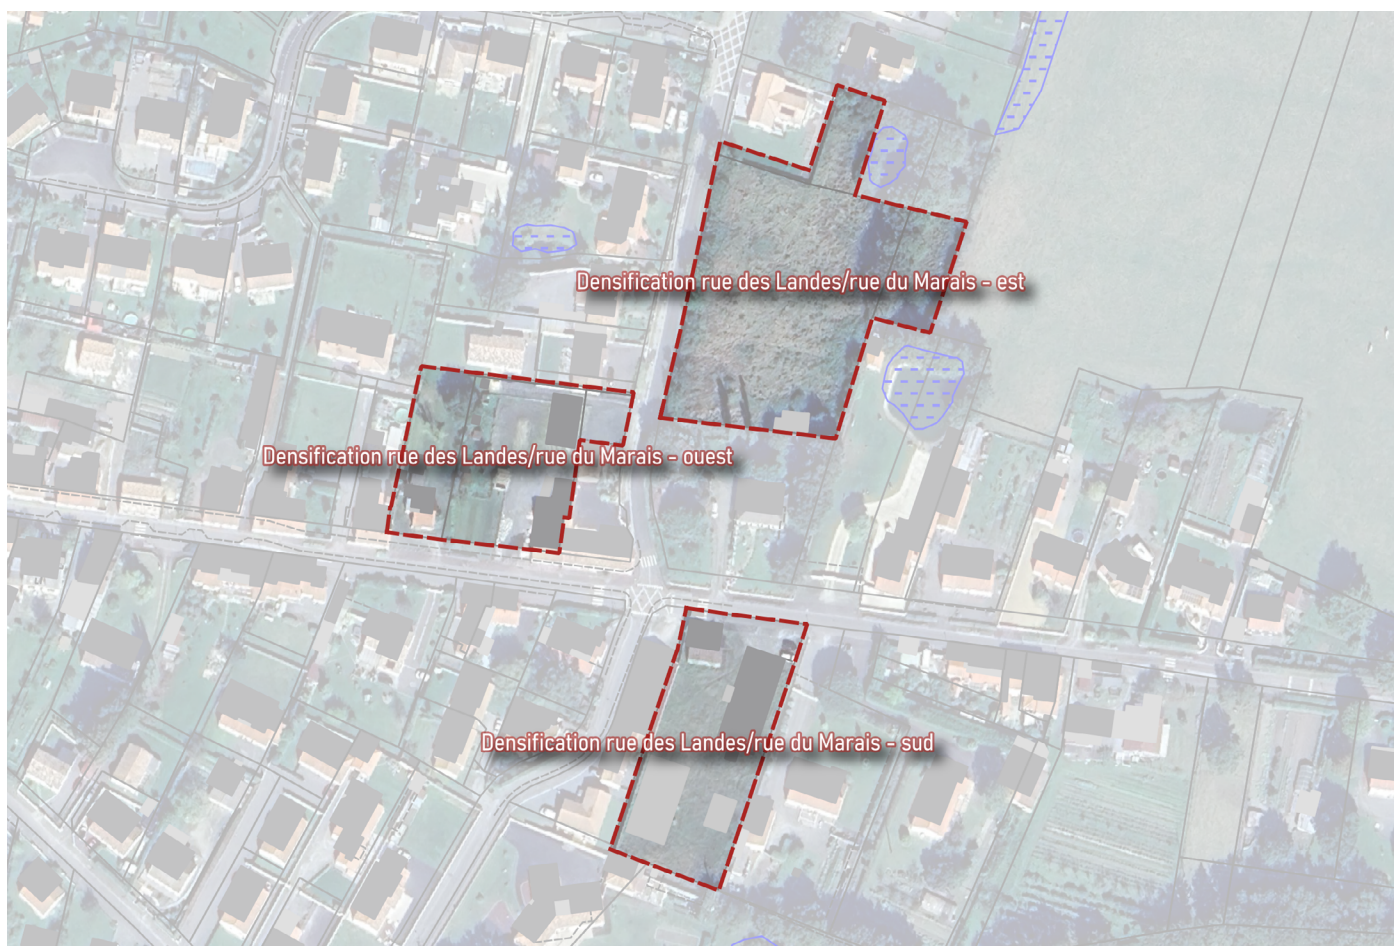 Densification rue des Landes/rue du Marais - est
Densification rue des Landes/rue du Marais - ouest
Densification rue des Landes/rue du Marais - sud